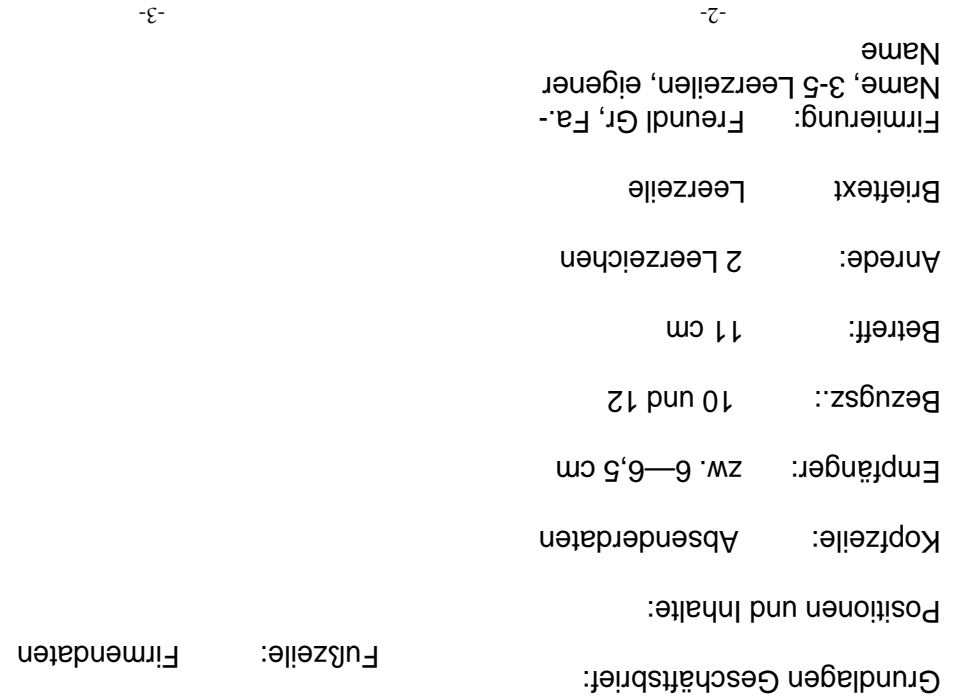 Grundlagen Geschäftsbrief:
Positionen und Inhalte:
Kopfzeile: Absenderdaten
Empfänger: zw. 6—6,5 cm
Bezugsz.: 10 und 12
Betreff: 11 cm
Anrede: 2 Leerzeichen
Brieftext Leerzeile
Firmierung: Freundl Gr, Fa.-
Name, 3-5 Leerzeilen, eigener
Name
-2-
Fußzeile: Firmendaten
-3-